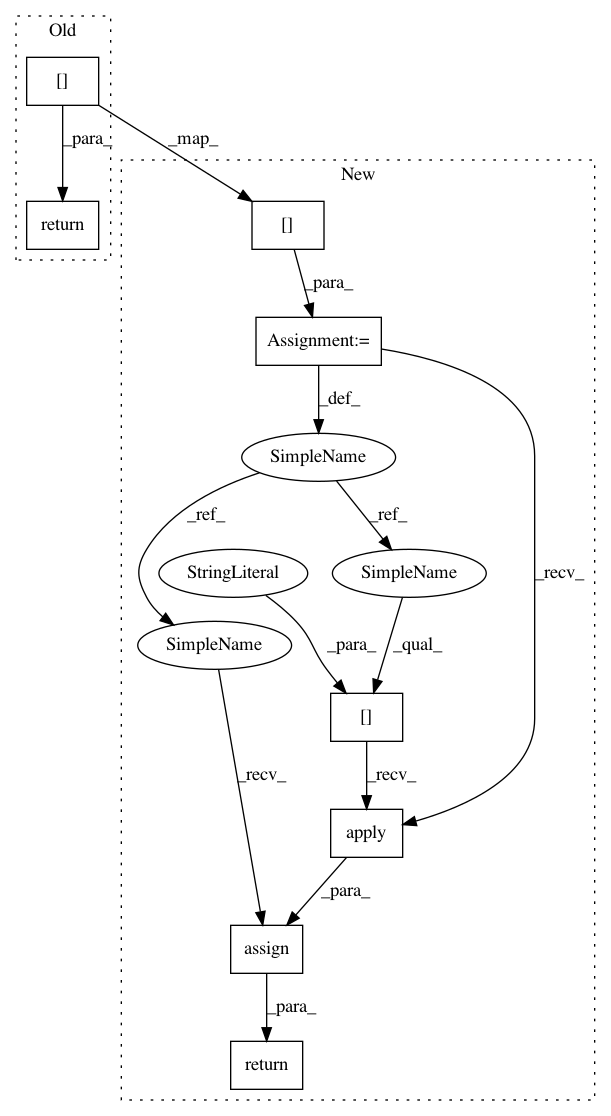 Old
[]
_para_
_map_
New
return
[]
_para_
Assignment:=
_def_
SimpleName
_ref_
_ref_
StringLiteral
SimpleName
_recv_
SimpleName
_para_
_qual_
[]
_recv_
_recv_
apply
_para_
assign
_para_
return